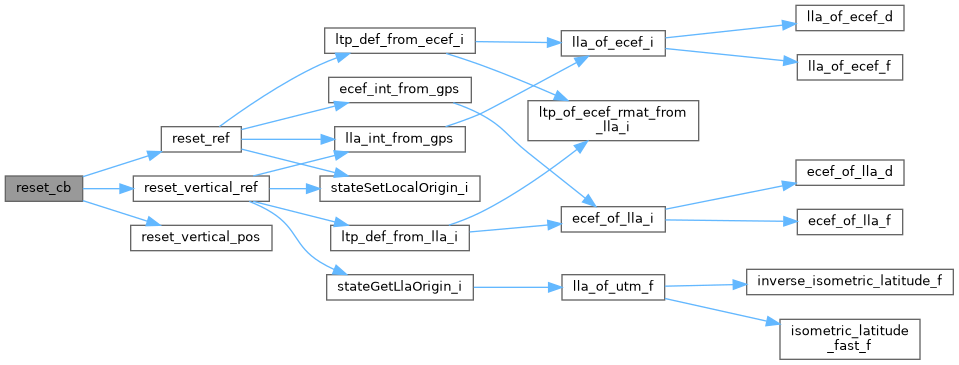 reset_cb
reset_ref
reset_vertical_ref
reset_vertical_pos
ltp_def_from_ecef_i
ecef_int_from_gps
lla_int_from_gps
stateSetLocalOrigin_i
ltp_def_from_lla_i
stateGetLlaOrigin_i
lla_of_ecef_i
ltp_of_ecef_rmat_from
_lla_i
ecef_of_lla_i
lla_of_utm_f
lla_of_ecef_d
lla_of_ecef_f
ecef_of_lla_d
ecef_of_lla_f
inverse_isometric_latitude_f
isometric_latitude
_fast_f